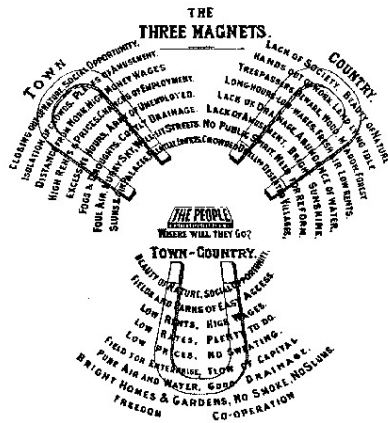 THE
THREE MAGNETS.
TOWN
CLOSING OUT OF NATURE. SOCIAL OPPORTUNITY.
ISOLATION OF CROWDS. PLACES OF AMUSEMENT.
DISTANCE FROM WORK. HIGH MONEY WAGES
HIGH RENTS & PRICES. CHANCES OF EMPLOYMENT.
EXCESSIVE HOURS. ARMY OF UNEMPLOYED.
FOGS & DROUGHTS. COSTLY DRAINAGE.
FOUL AIR. MURKY SKY. WELL LIT STREETS
SLUMS & GIN PALACES. PALATIAL EDIFICES.
COUNTRY.
LACK OF SOCIETY. BEAUTY OF NATURE
HANDS OUT OF WORK. LAND LYING IDLE
TRESPASSERS BEWARE. WOOD, MEADOW, FOREST
LONG HOURS-LOW WAGES. FRESH AIR. LOW RENTS.
LACK OF DRAINAGE. ABUNDANCE OF WATER.
LACK OF AMUSEMENT. BRIGHT SUNSHINE.
NO PUBLIC SPIRIT. NEED FOR REFORM.
CROWDED DWELLINGS. DESERTED VILLAGES.
THE PEOPLE
WHERE WILL THEY GO?
TOWN-COUNTRY.
BEAUTY OF NATURE, SOCIAL OPPORTUNITY.
FIELDS AND PARKS OF EASY ACCESS.
LOW RENTS, HIGH WAGES.
LOW RATES, PLENTY TO DO.
LOW PRICES, NO SWEATING.
FIELD FOR ENTERPRISE, FLOW OF CAPITAL
PURE AIR AND WATER, GOOD DRAINAGE.
BRIGHT HOMES & GARDENS, NO SMOKE, NO SLUMS
FREEDOM CO-OPERATION